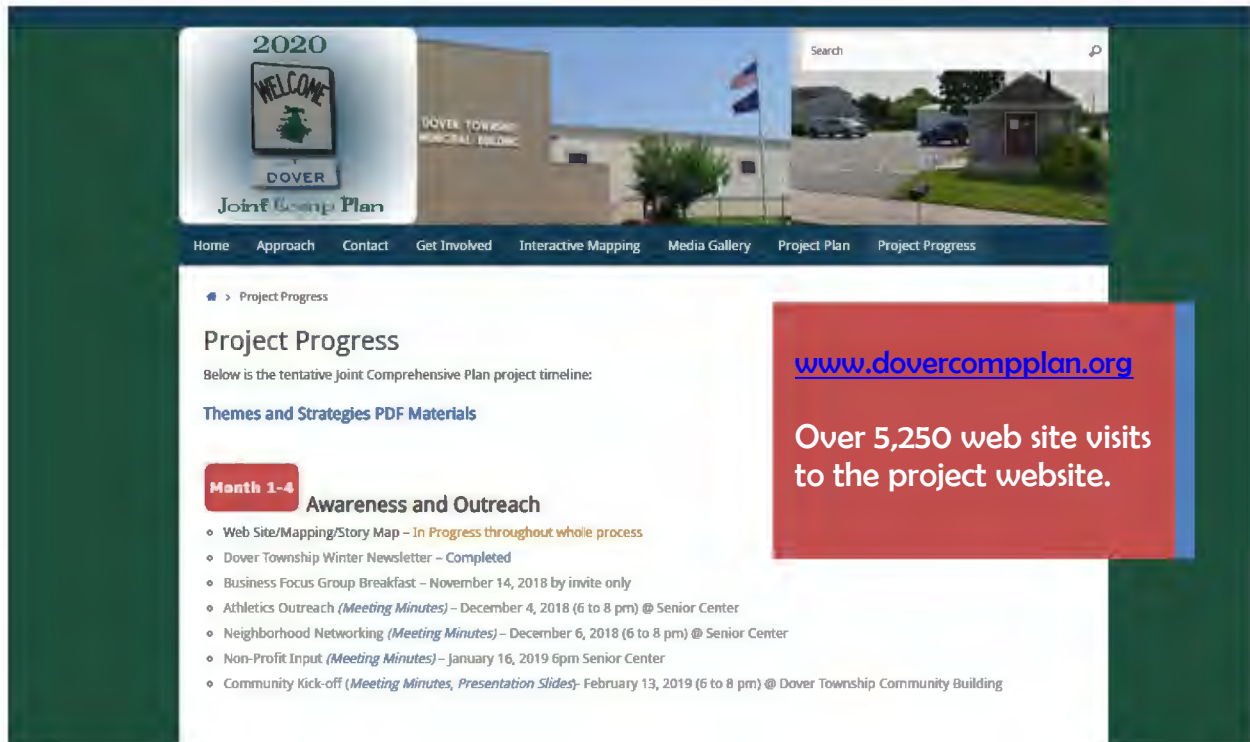 2020
WELCOME
DOVER
Joint Comp Plan
DOVER TOWNSHIP
MUNICIPAL BUILDING
Search
Home Approach Contact Get Involved Interactive Mapping Media Gallery Project Plan Project Progress
> Project Progress
Project Progress
Below is the tentative Joint Comprehensive Plan project timeline:
Themes and Strategies PDF Materials
www.dovercompplan.org
Over 5,250 web site visits
to the project website.
Month 1-4
Awareness and Outreach
Web Site/Mapping/Story Map – In Progress throughout whole process
Dover Township Winter Newsletter – Completed
Business Focus Group Breakfast – November 14, 2018 by invite only
Athletics Outreach (Meeting Minutes) – December 4, 2018 (6 to 8 pm) @ Senior Center
Neighborhood Networking (Meeting Minutes) – December 6, 2018 (6 to 8 pm) @ Senior Center
Non-Profit Input (Meeting Minutes) – January 16, 2019 6pm Senior Center
Community Kick-off (Meeting Minutes, Presentation Slides)- February 13, 2019 (6 to 8 pm) @ Dover Township Community Building